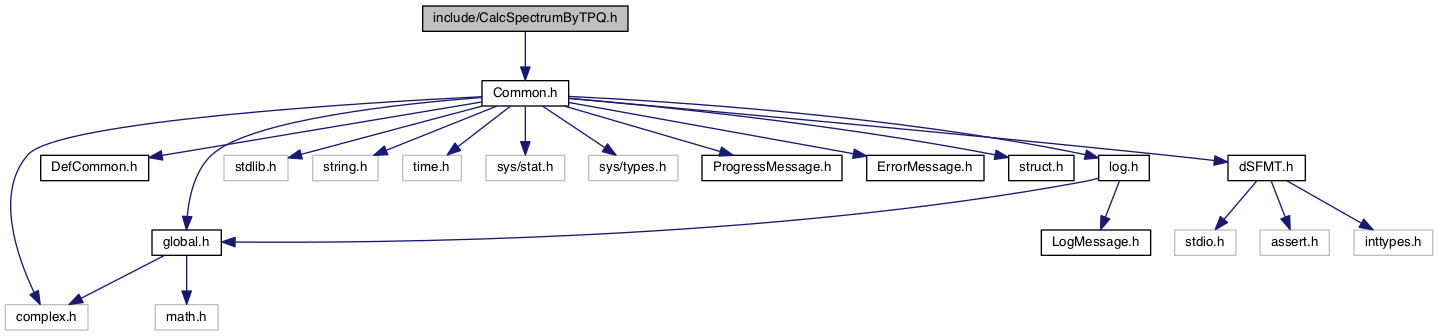 include/CalcSpectrumByTPQ.h
Common.h
DefCommon.h
stdlib.h
string.h
time.h
sys/stat.h
sys/types.h
ProgressMessage.h
ErrorMessage.h
struct.h
log.h
dSFMT.h
global.h
LogMessage.h
stdio.h
assert.h
inttypes.h
complex.h
math.h